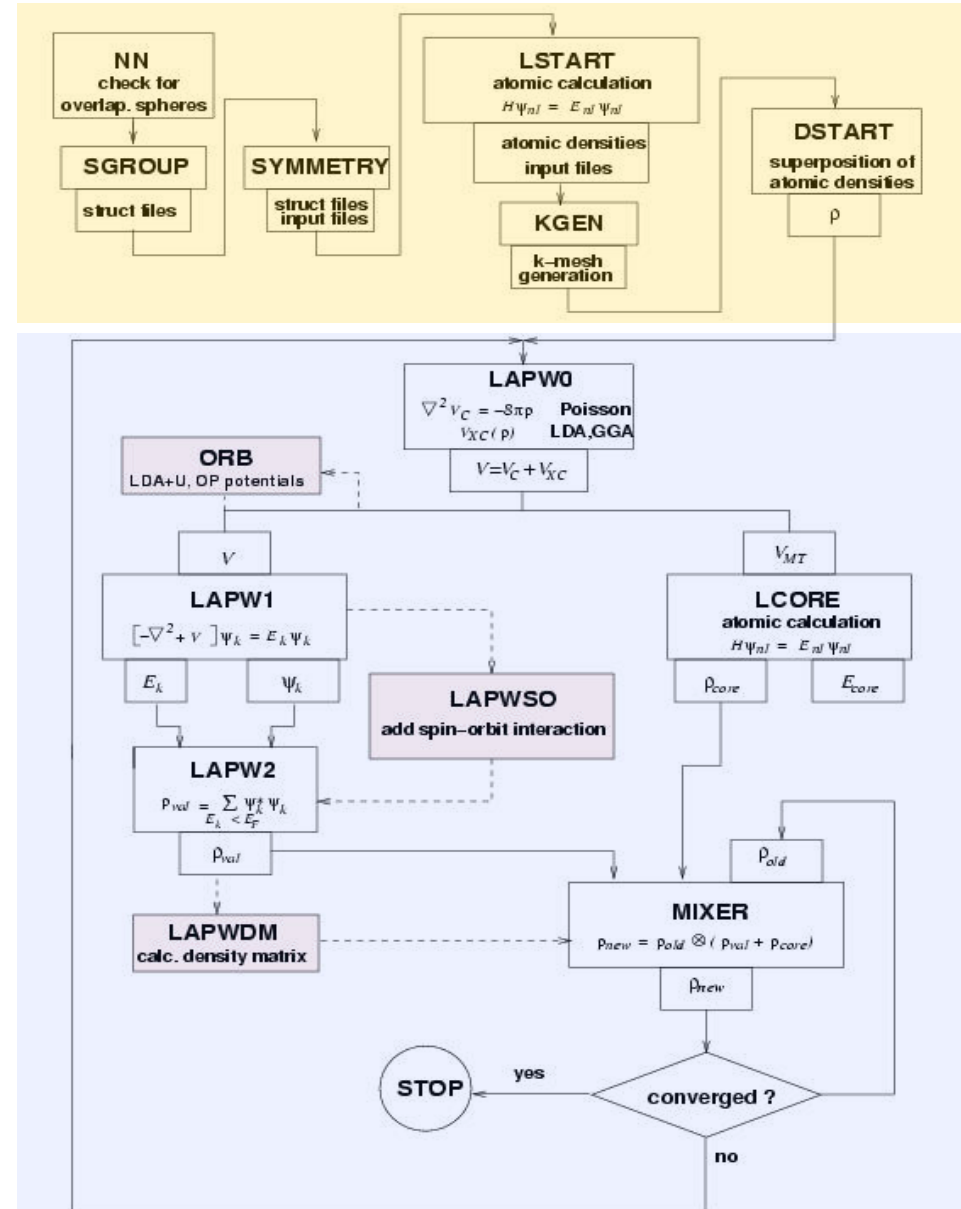 NN
check for
overlap. spheres
SGROUP
struct files
SYMMETRY
struct files
input files
LSTART
atomic calculation
Hψnl = Enl ψnl
atomic densities
input files
KGEN
k−mesh
generation
DSTART
superposition of
atomic densities
ρ
LAPW0
∇²VC = −8πρ Poisson
VXC(ρ) LDA,GGA
V=VC + VXC
ORB
LDA+U, OP potentials
V
VMT
LAPW1
[−∇²+ V ]ψk = Ek ψk
Ek
ψk
LCORE
atomic calculation
Hψnl = Enl ψnl
ρcore
Ecore
LAPWSO
add spin−orbit interaction
LAPW2
ρval = Σ ψ*k ψk
Ek < EF
ρval
ρold
LAPWDM
calc. density matrix
MIXER
ρnew = ρold ⊗ ( ρval + ρcore)
ρnew
STOP
yes
converged ?
no